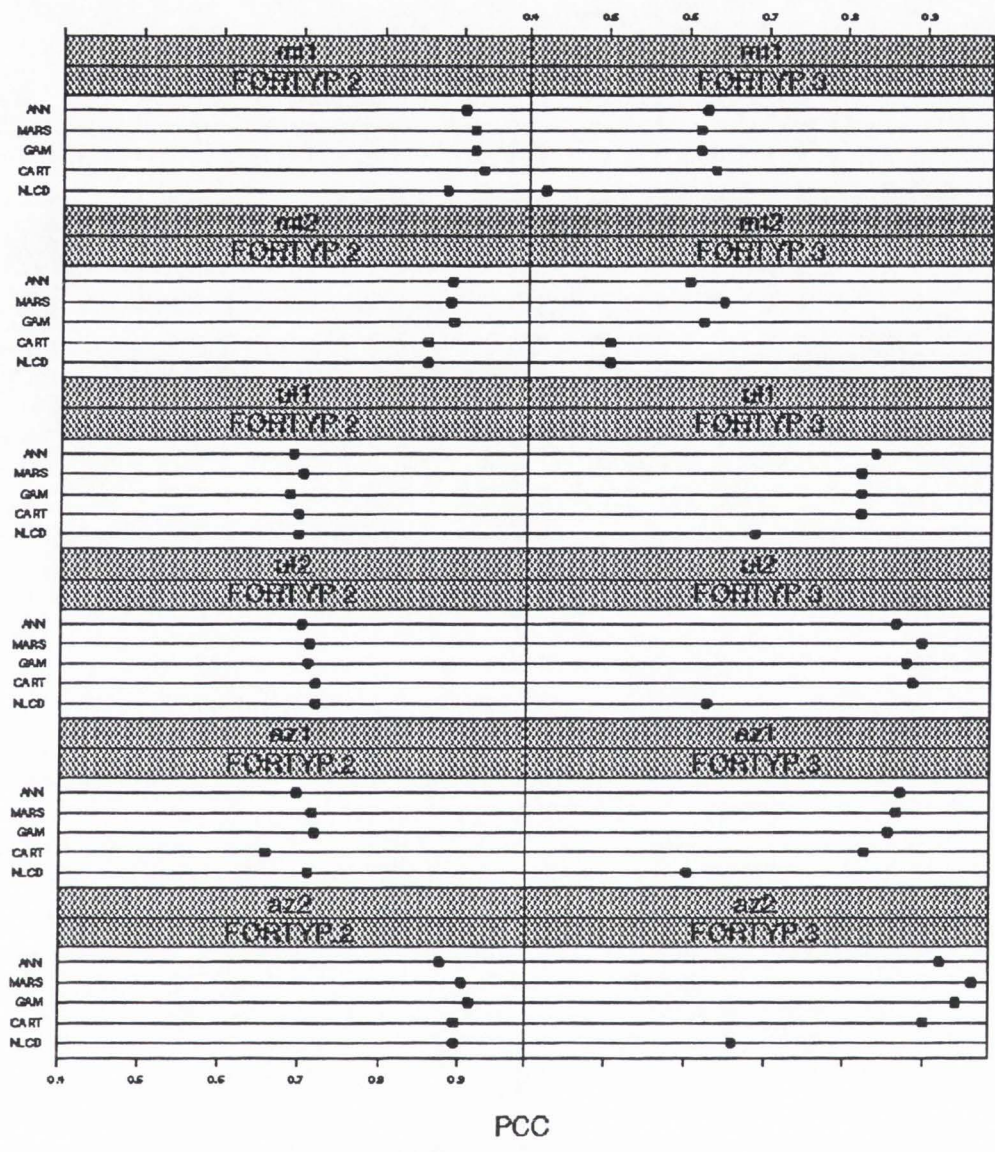 0.4 0.5 0.6 0.7 0.8 0.9
mt1 mt1
FORTYP.2 FORTYP.3
ANN
MARS
GAM
CART
NLCD
mt2 mt2
FORTYP.2 FORTYP.3
ANN
MARS
GAM
CART
NLCD
ut1 ut1
FORTYP.2 FORTYP.3
ANN
MARS
GAM
CART
NLCD
ut2 ut2
FORTYP.2 FORTYP.3
ANN
MARS
GAM
CART
NLCD
az1 az1
FORTYP.2 FORTYP.3
ANN
MARS
GAM
CART
NLCD
az2 az2
FORTYP.2 FORTYP.3
ANN
MARS
GAM
CART
NLCD
0.4 0.5 0.6 0.7 0.8 0.9
PCC